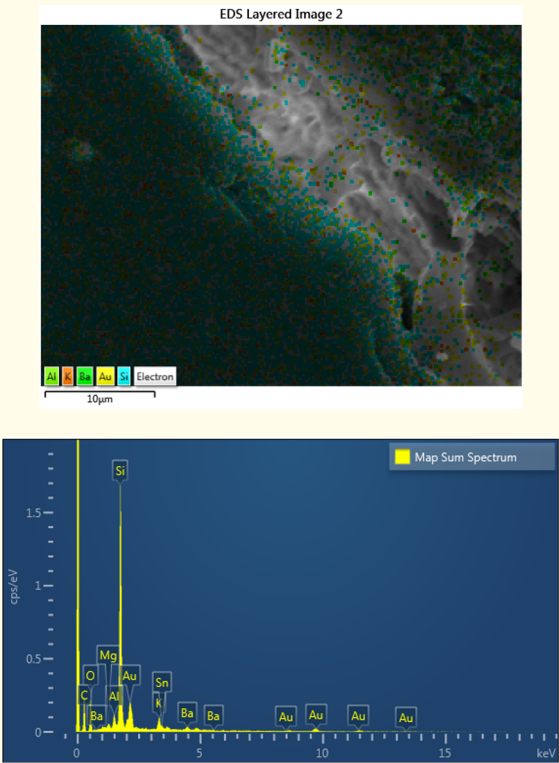 EDS Layered Image 2
Al K Ba Au Si Electron
10μm
Map Sum Spectrum
cps/eV
1.5
1
0.5
0
Si
Mg
O
Au
Sn
C
Al
K
Ba
Ba
Ba
Au
Au
Au
Au
0 5 10 15 keV